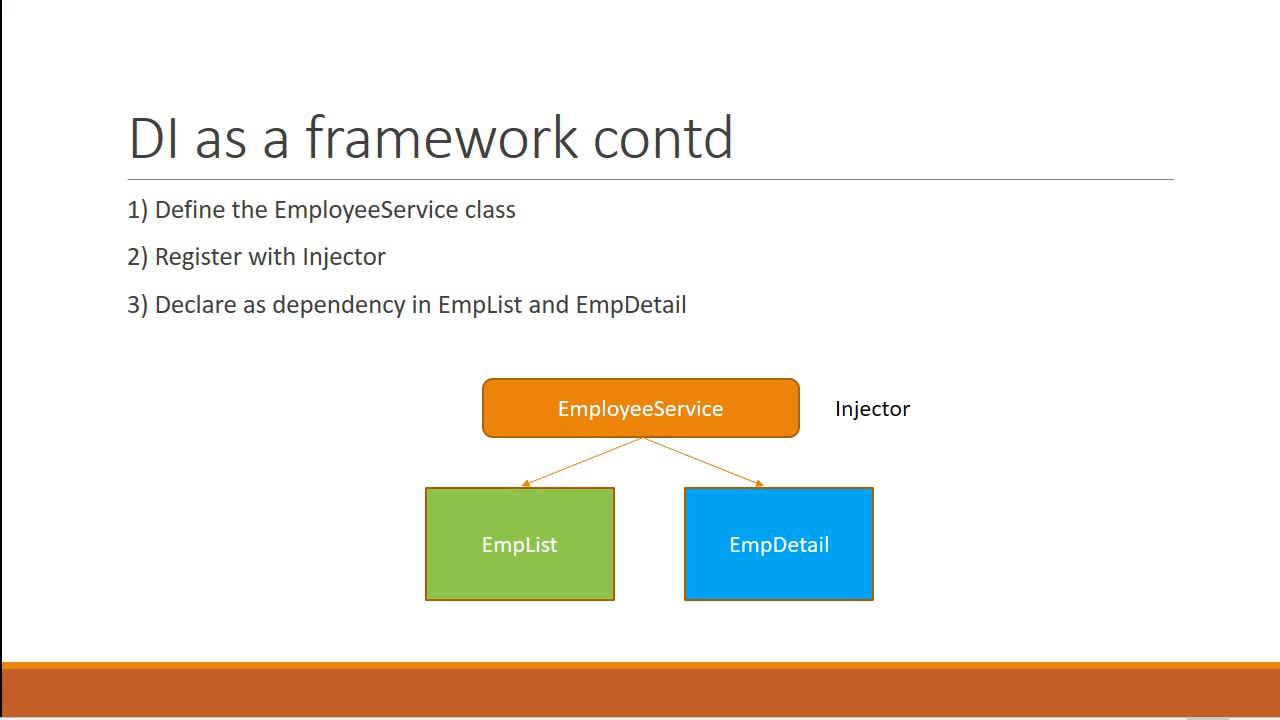 DI as a framework contd
1) Define the EmployeeService class
2) Register with Injector
3) Declare as dependency in EmpList and EmpDetail
EmployeeService
Injector
EmpList
EmpDetail